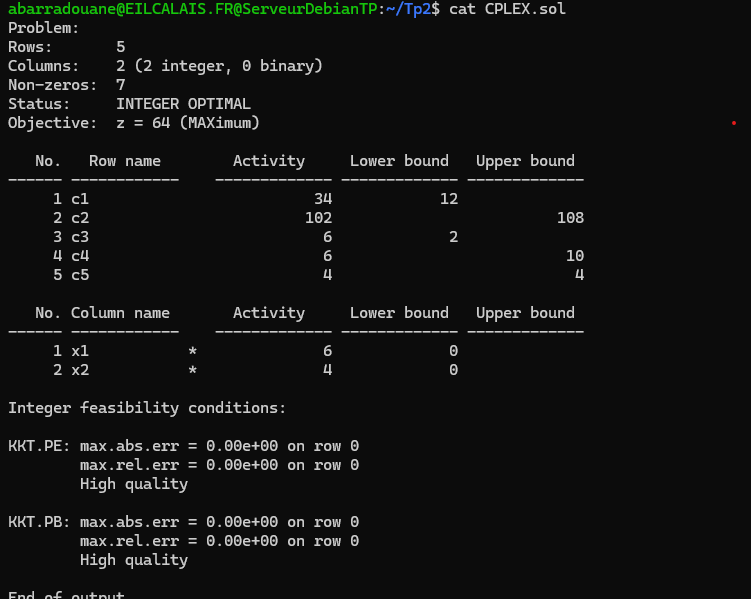 abarradouane@EILCALAIS.FR@ServeurDebianTP:~/Tp2$ cat CPLEX.sol
Problem:
Rows:       5
Columns:    2 (2 integer, 0 binary)
Non-zeros:  7
Status:     INTEGER OPTIMAL
Objective:  z = 64 (MAXimum)

   No.   Row name        Activity     Lower bound   Upper bound
------ ------------    ------------- ------------- -------------
     1 c1                         34            12
     2 c2                        102                         108
     3 c3                          6             2
     4 c4                          6                          10
     5 c5                          4                           4

   No. Column name       Activity     Lower bound   Upper bound
------ ------------    ------------- ------------- -------------
     1 x1           *              6             0
     2 x2           *              4             0

Integer feasibility conditions:

KKT.PE: max.abs.err = 0.00e+00 on row 0
        max.rel.err = 0.00e+00 on row 0
        High quality

KKT.PB: max.abs.err = 0.00e+00 on row 0
        max.rel.err = 0.00e+00 on row 0
        High quality

End of output